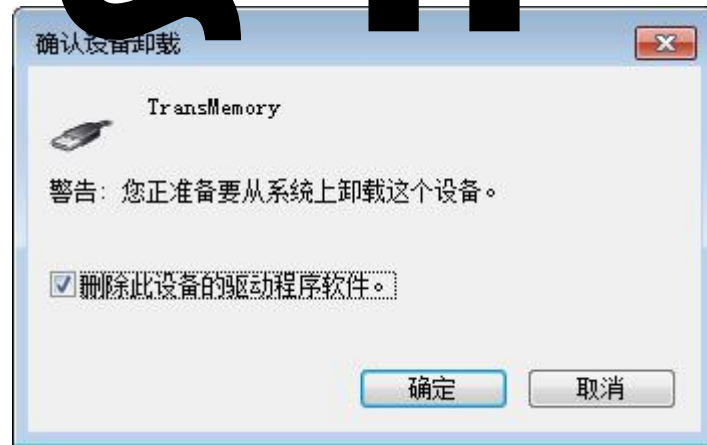 确认设备卸载
TransMemory
警告: 您正准备要从系统上卸载这个设备。
删除此设备的驱动程序软件。
确定
取消